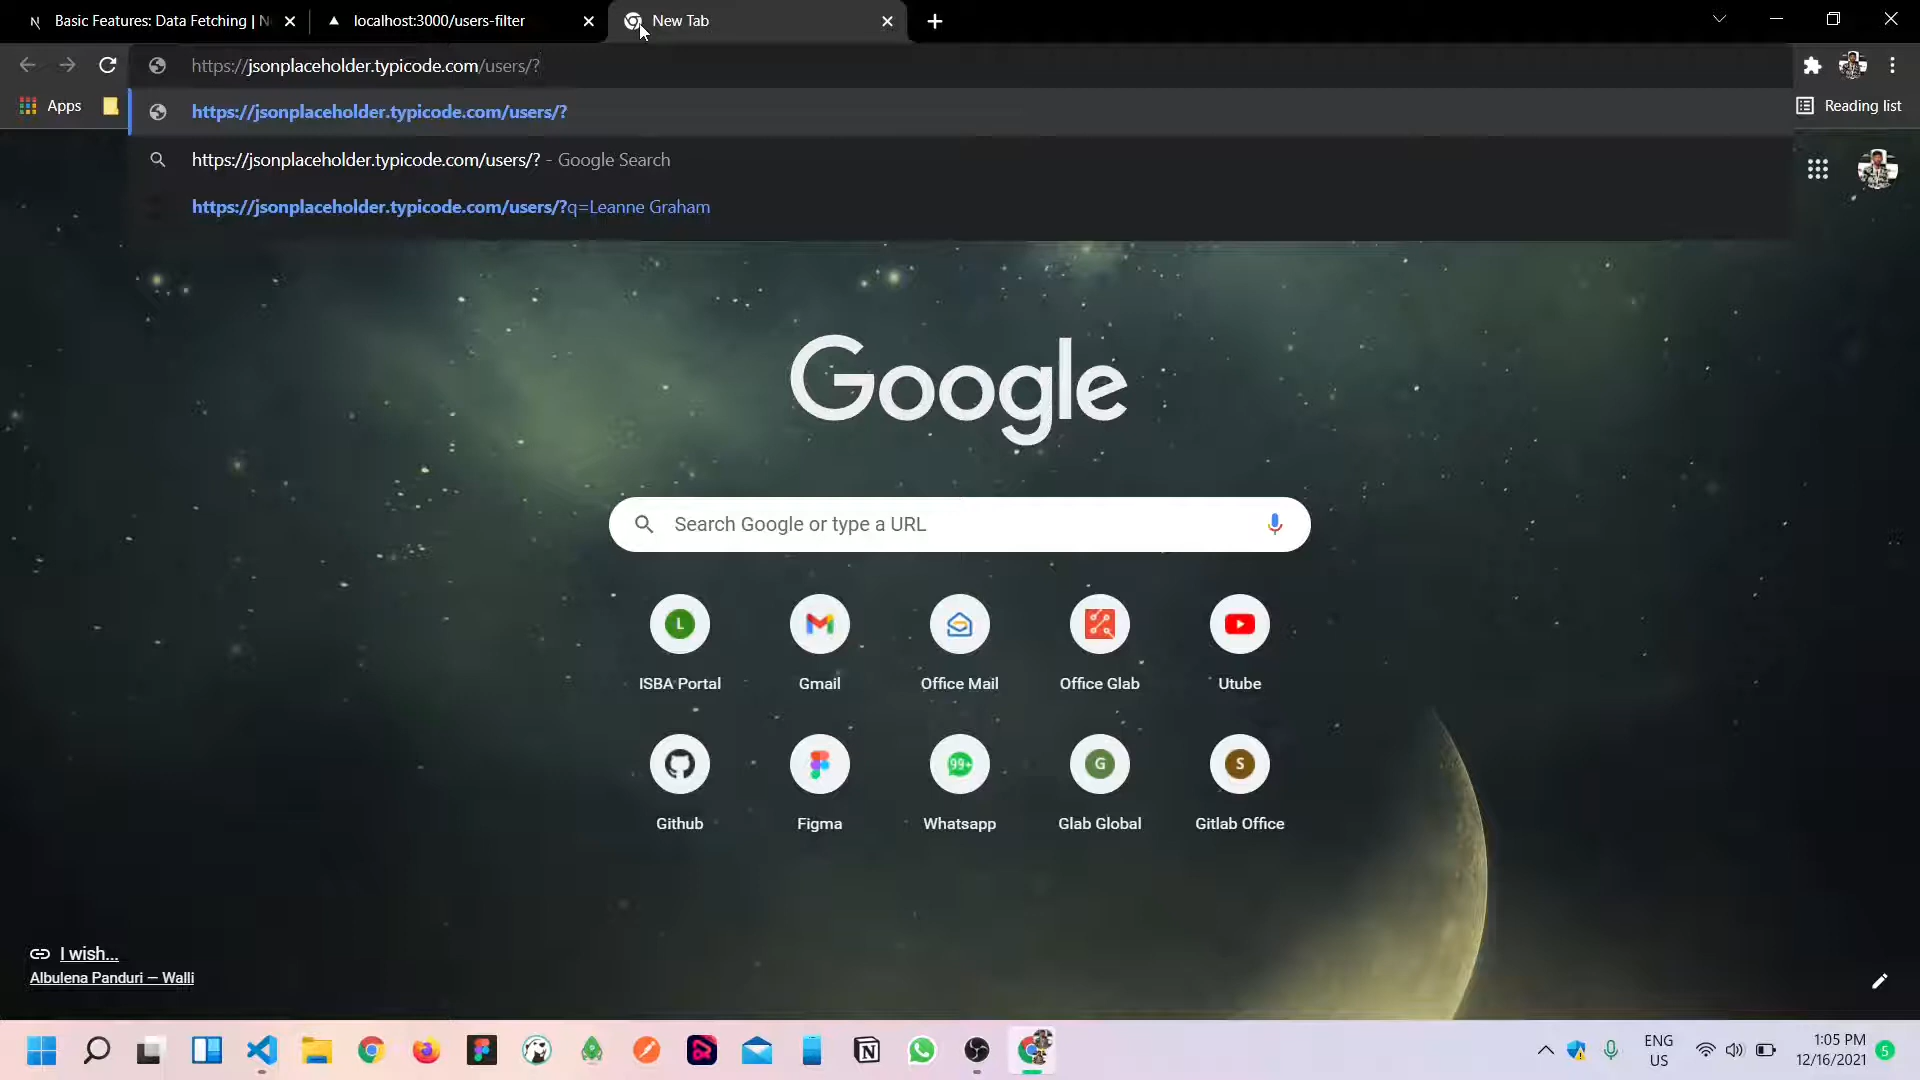 Basic Features: Data Fetching | N
localhost:3000/users-filter
New Tab
https://jsonplaceholder.typicode.com/users/?
Apps
https://jsonplaceholder.typicode.com/users/?
Reading list
https://jsonplaceholder.typicode.com/users/? - Google Search
https://jsonplaceholder.typicode.com/users/?q=Leanne Graham
Google
Search Google or type a URL
L
ISBA Portal
Gmail
Office Mail
Office Glab
Utube
99+
G
S
Github
Figma
Whatsapp
Glab Global
Gitlab Office
I wish...
Albulena Panduri — Walli
ENG
US
1:05 PM
12/16/2021
5